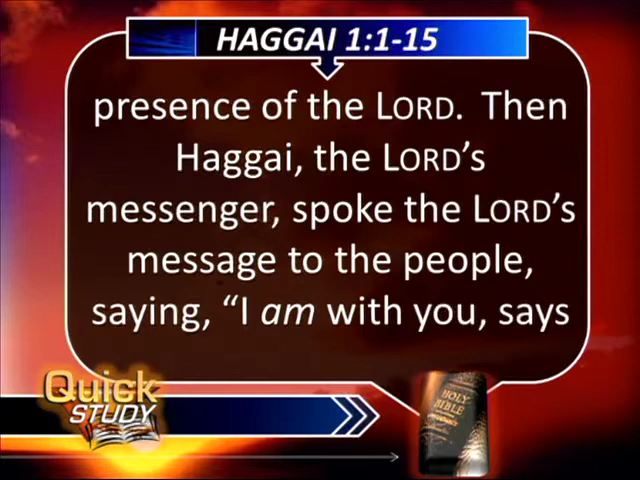 HAGGAI 1:1-15
presence of the LORD.  Then
Haggai, the LORD’s
messenger, spoke the LORD’s
message to the people,
saying, “I am with you, says
Quick
STUDY
HOLY
BIBLE